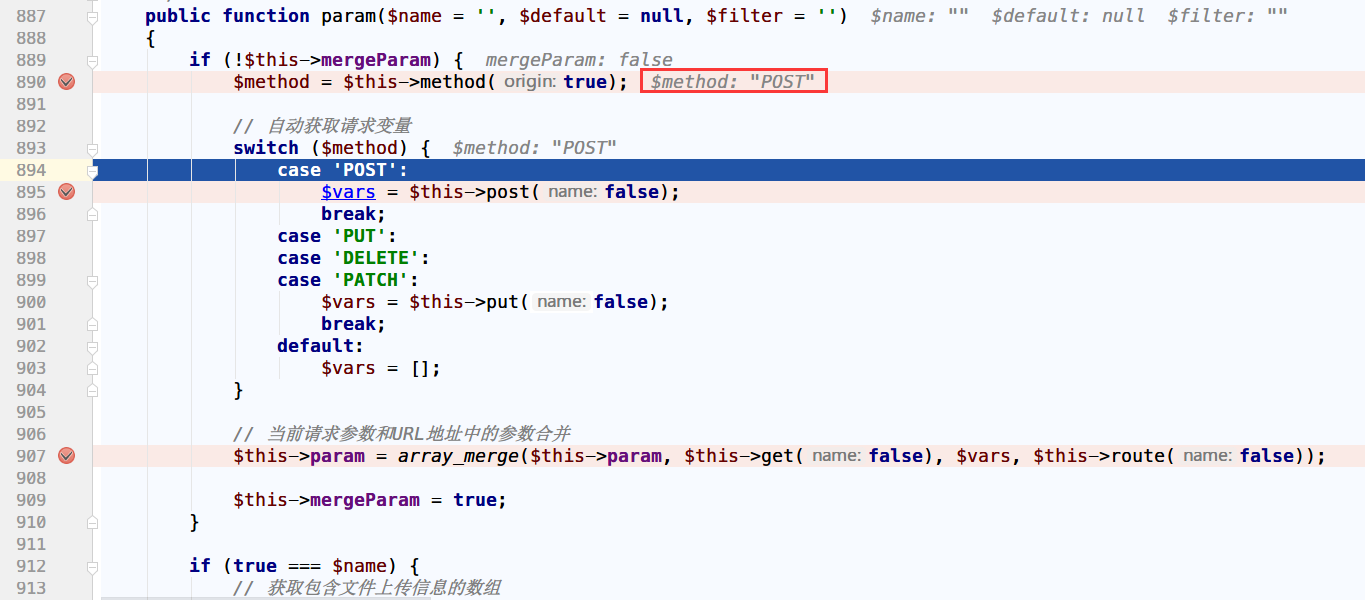 887 public function param($name = '', $default = null, $filter = '') $name: "" $default: null $filter: ""
888 {
889 if (!$this->mergeParam) { mergeParam: false
890 $method = $this->method( origin: true); $method: "POST"
891
892 // 自动获取请求变量
893 switch ($method) { $method: "POST"
894 case 'POST':
895 $vars = $this->post( name: false);
896 break;
897 case 'PUT':
898 case 'DELETE':
899 case 'PATCH':
900 $vars = $this->put( name: false);
901 break;
902 default:
903 $vars = [];
904 }
905
906 // 当前请求参数和URL地址中的参数合并
907 $this->param = array_merge($this->param, $this->get( name: false), $vars, $this->route( name: false));
908
909 $this->mergeParam = true;
910 }
911
912 if (true === $name) {
913 // 获取包含文件上传信息的数组